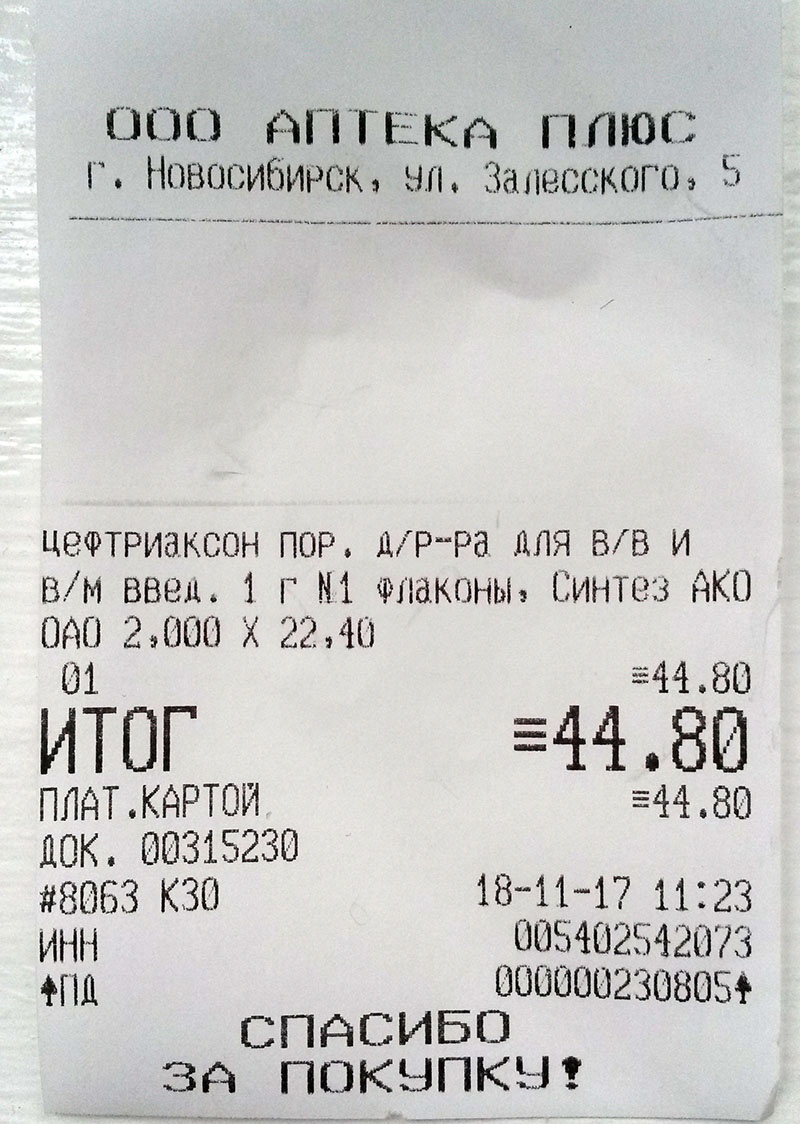 ООО АПТЕКА ПЛЮС
г. Новосибирск, ул. Залесского, 5
цефтриаксон пор. д/р-ра для в/в и
в/м введ. 1 г N1 флаконы, Синтез АКО
ОАО 2,000 X 22,40
01 ≡44.80
ИТОГ ≡44.80
ПЛАТ.КАРТОЙ ≡44.80
ДОК. 00315230
#8063 К30 18-11-17 11:23
ИНН 005402542073
♠ПД 000000230805♠
СПАСИБО
ЗА ПОКУПКУ!